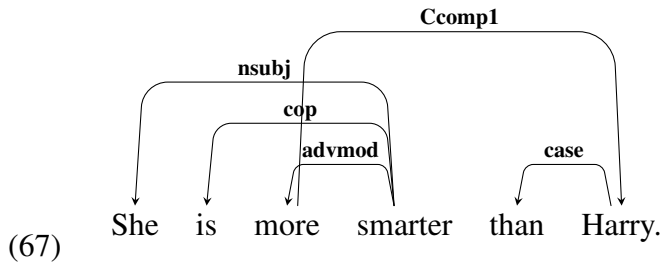 Ccomp1
nsubj
cop
advmod case
(67) She is more smarter than Harry.